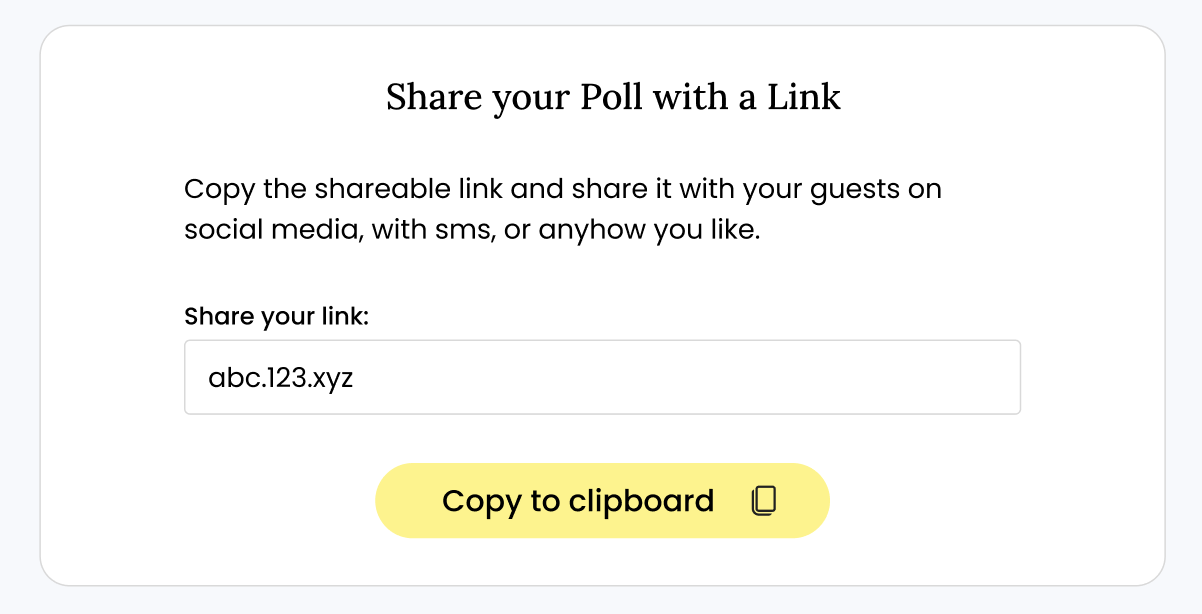 Share your Poll with a Link
Copy the shareable link and share it with your guests on
social media, with sms, or anyhow you like.
Share your link:
abc.123.xyz
Copy to clipboard